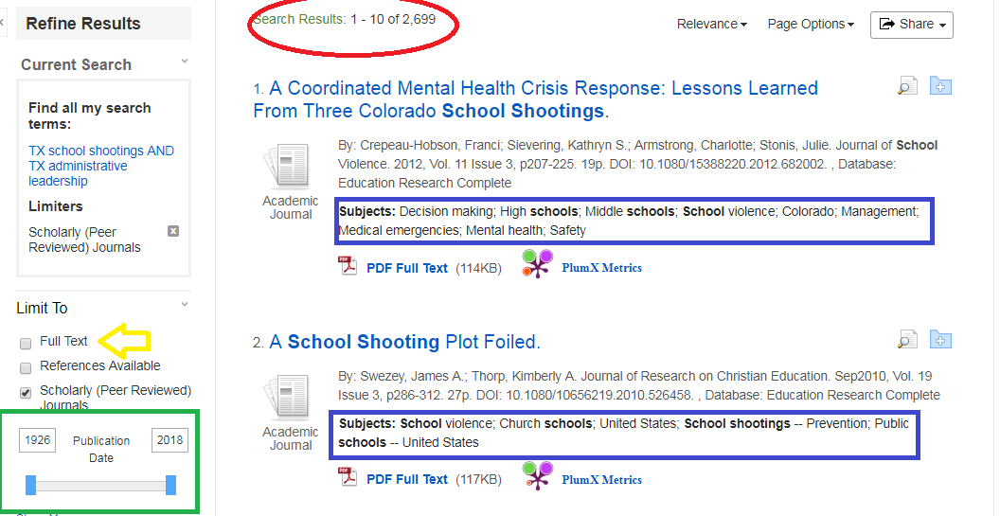 Refine Results
Current Search
Find all my search
terms:
TX school shootings AND
TX administrative
leadership
Limiters
Scholarly (Peer
Reviewed) Journals
Limit To
Full Text
References Available
Scholarly (Peer Reviewed)
Journals
1926 Publication Date 2018
Search Results: 1 - 10 of 2,699
Relevance
Page Options
Share
1. A Coordinated Mental Health Crisis Response: Lessons Learned
From Three Colorado School Shootings.
Academic
Journal
By: Crepeau-Hobson, Franci; Sievering, Kathryn S.; Armstrong, Charlotte; Stonis, Julie. Journal of School
Violence. 2012, Vol. 11 Issue 3, p207-225. 19p. DOI: 10.1080/15388220.2012.682002. , Database:
Education Research Complete
Subjects: Decision making; High schools; Middle schools; School violence; Colorado; Management;
Medical emergencies; Mental health; Safety
PDF Full Text (114KB)
PlumX Metrics
2. A School Shooting Plot Foiled.
Academic
Journal
By: Swezey, James A.; Thorp, Kimberly A. Journal of Research on Christian Education. Sep2010, Vol. 19
Issue 3, p286-312. 27p. DOI: 10.1080/10656219.2010.526458. , Database: Education Research Complete
Subjects: School violence; Church schools; United States; School shootings -- Prevention; Public
schools -- United States
PDF Full Text (117KB)
PlumX Metrics